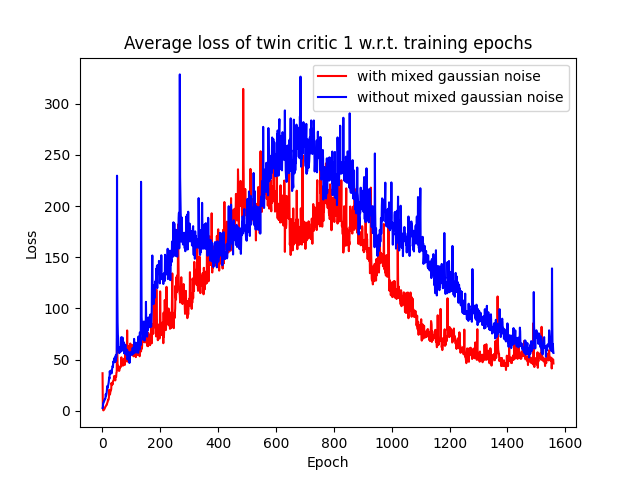 Average loss of twin critic 1 w.r.t. training epochs
with mixed gaussian noise
without mixed gaussian noise
300
250
200
150
100
50
0
Loss
0 200 400 600 800 1000 1200 1400 1600
Epoch